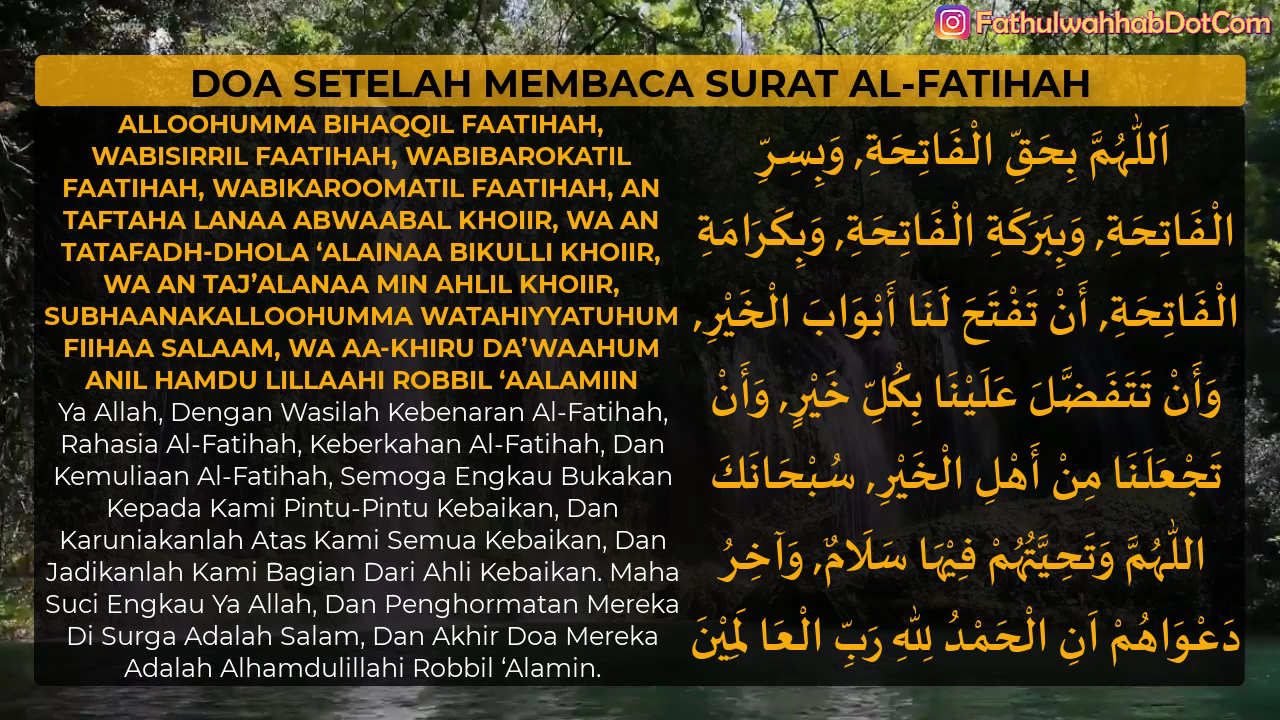 FathulwahhabDotCom
DOA SETELAH MEMBACA SURAT AL-FATIHAH
ALLOOHUMMA BIHAQQIL FAATIHAH,
WABISIRRIL FAATIHAH, WABIBAROKATIL
FAATIHAH, WABIKAROOMATIL FAATIHAH, AN
TAFTAHA LANAA ABWAABAL KHOIIR, WA AN
TATAFADH-DHOLA ‘ALAINAA BIKULLI KHOIIR,
WA AN TAJ’ALANAA MIN AHLIL KHOIIR,
SUBHAANAKALLOOHUMMA WATAHIYYATUHUM
FIIHAA SALAAM, WA AA-KHIRU DA’WAAHUM
ANIL HAMDU LILLAAHI ROBBIL ‘AALAMIIN
Ya Allah, Dengan Wasilah Kebenaran Al-Fatihah,
Rahasia Al-Fatihah, Keberkahan Al-Fatihah, Dan
Kemuliaan Al-Fatihah, Semoga Engkau Bukakan
Kepada Kami Pintu-Pintu Kebaikan, Dan
Karuniakanlah Atas Kami Semua Kebaikan, Dan
Jadikanlah Kami Bagian Dari Ahli Kebaikan. Maha
Suci Engkau Ya Allah, Dan Penghormatan Mereka
Di Surga Adalah Salam, Dan Akhir Doa Mereka
Adalah Alhamdulillahi Robbil ‘Alamin.
اَللّٰهُمَّ بِحَقِّ الْفَاتِحَةِ, وَبِسِرِّ
الْفَاتِحَةِ, وَبِبَرَكَةِ الْفَاتِحَةِ, وَبِكَرَامَةِ
الْفَاتِحَةِ, أَنْ تَفْتَحَ لَنَا أَبْوَابَ الْخَيْرِ,
وَأَنْ تَتَفَضَّلَ عَلَيْنَا بِكُلِّ خَيْرٍ, وَأَنْ
تَجْعَلَنَا مِنْ أَهْلِ الْخَيْرِ, سُبْحَانَكَ
اللّٰهُمَّ وَتَحِيَّتُهُمْ فِيْهَا سَلَامٌ, وَآخِرُ
دَعْوَاهُمْ اَنِ الْحَمْدُ لِلّٰهِ رَبِّ الْعَا لَمِيْنَ